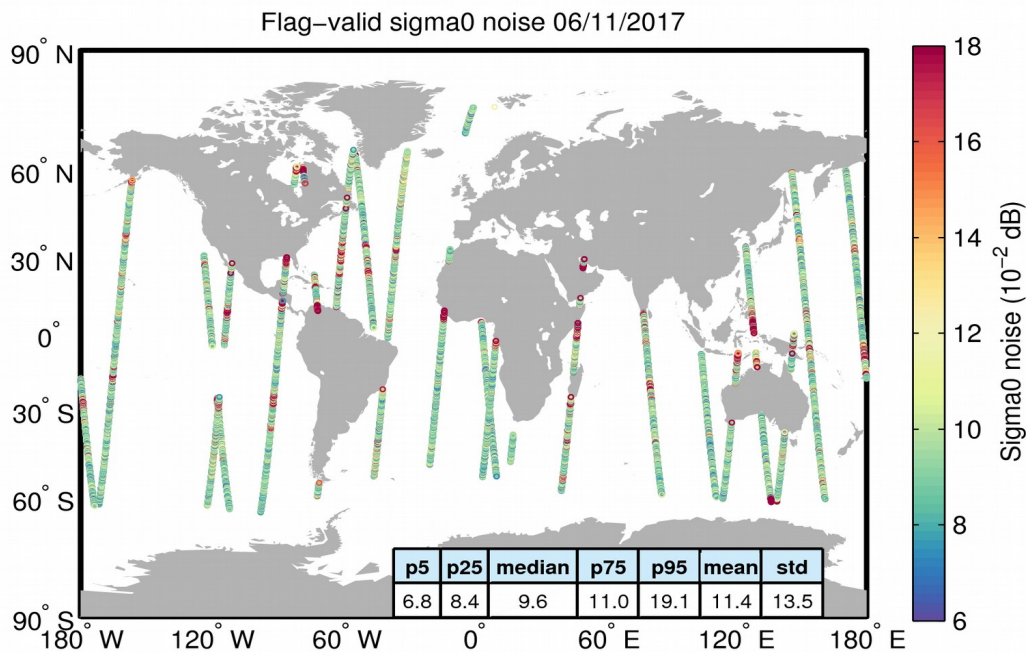 Flag-valid sigma0 noise 06/11/2017
90° N
60° N
30° N
0°
30° S
60° S
90° S
180° W
120° W
60° W
0°
60° E
120° E
180° E
p5 p25 median p75 p95 mean std
6.8 8.4 9.6 11.0 19.1 11.4 13.5
18
16
14
12
10
8
6
Sigma0 noise (10⁻² dB)